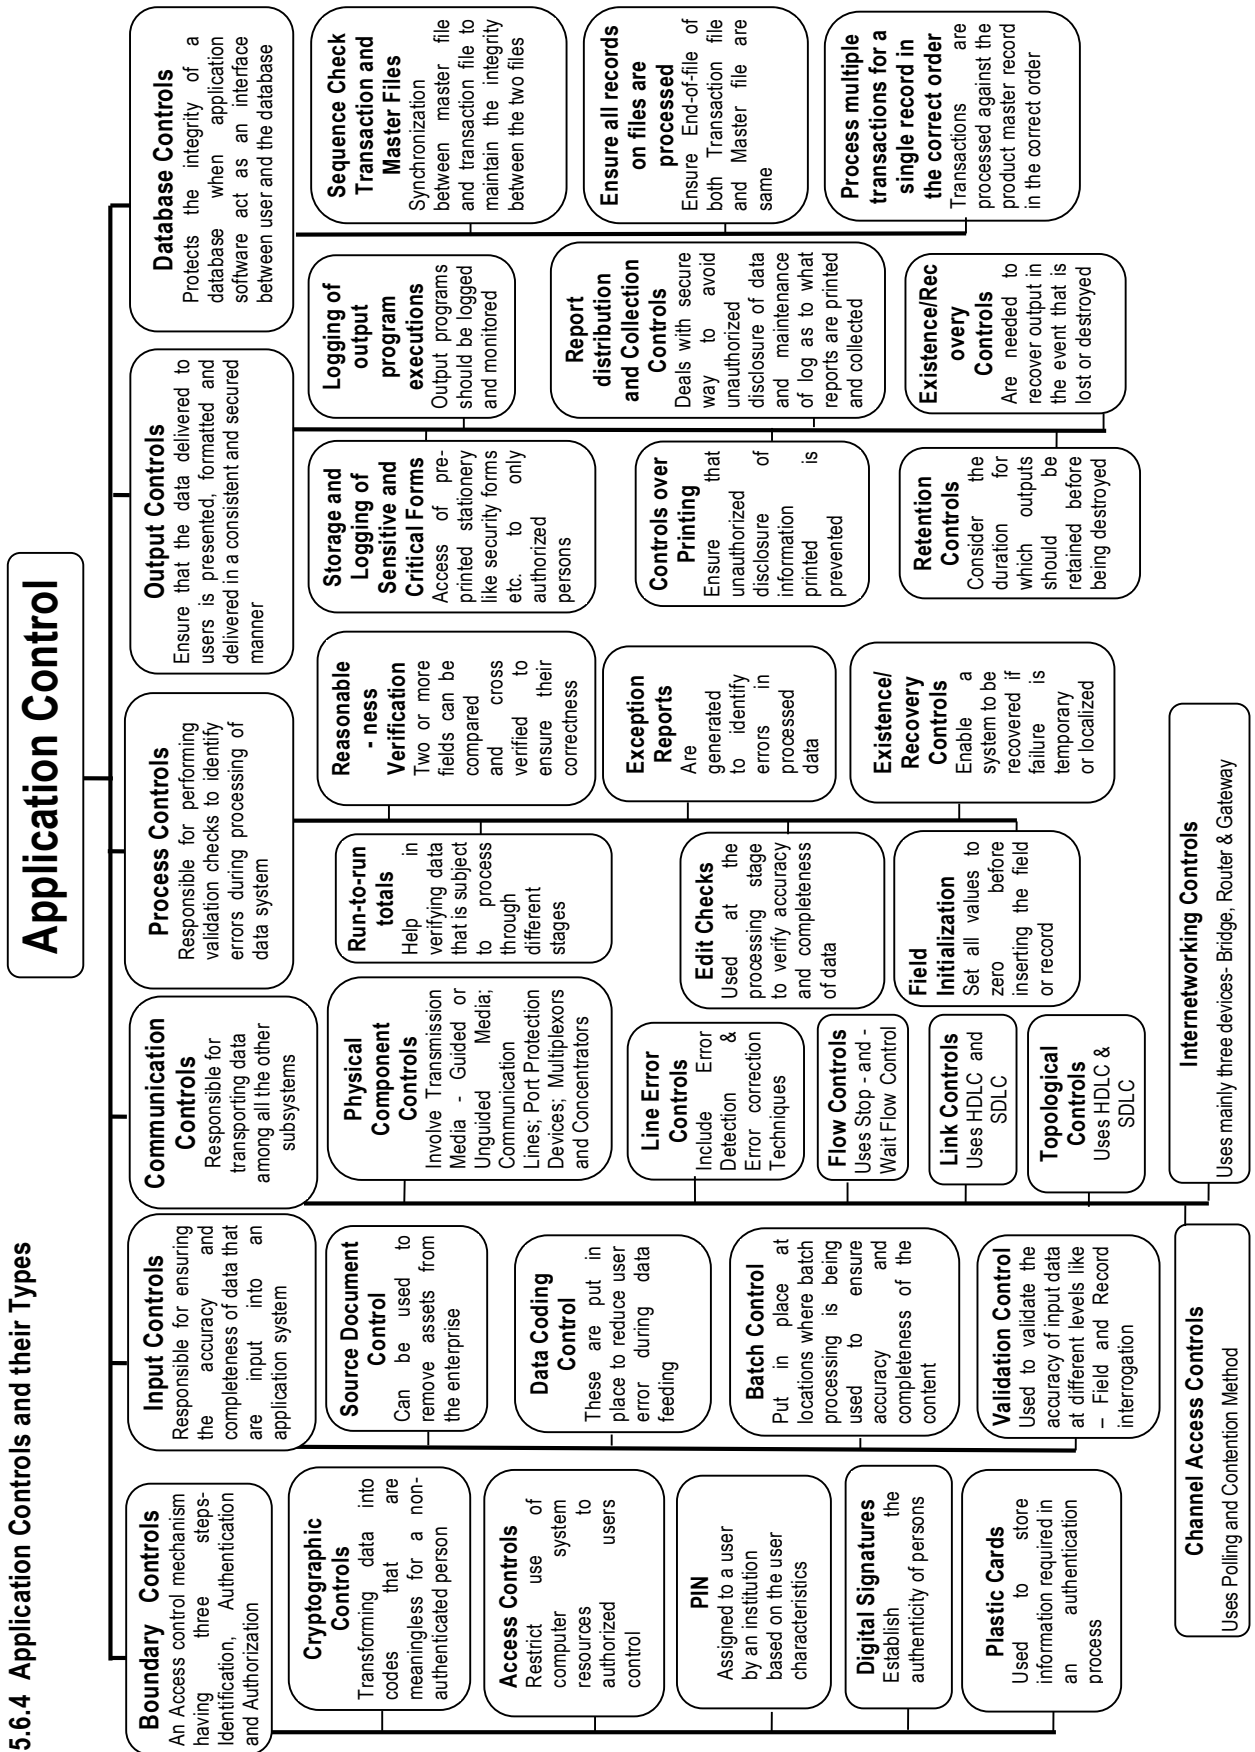 5.6.4 Application Controls and their Types
Application Control
Boundary Controls
An Access control mechanism
having three steps-
Identification, Authentication
and Authorization
Cryptographic
Controls
Transforming data into
codes that are
meaningless for a non-
authenticated person
Access Controls
Restrict use of
computer system
resources to
authorized users
control
PIN
Assigned to a user
by an institution
based on the user
characteristics
Digital Signatures
Establish the
authenticity of persons
Plastic Cards
Used to store
information required in
an authentication
process
Input Controls
Responsible for ensuring
the accuracy and
completeness of data that
are input into an
application system
Source Document
Control
Can be used to
remove assets from
the enterprise
Data Coding
Control
These are put in
place to reduce user
error during data
feeding
Batch Control
Put in place at
locations where batch
processing is being
used to ensure
accuracy and
completeness of the
content
Validation Control
Used to validate the
accuracy of input data
at different levels like
– Field and Record
interrogation
Communication
Controls
Responsible for
transporting data
among all the other
subsystems
Physical
Component
Controls
Involve Transmission
Media - Guided or
Unguided Media;
Communication
Lines; Port Protection
Devices; Multiplexors
and Concentrators
Line Error
Controls
Include Error
Detection &
Error correction
Techniques
Flow Controls
Uses Stop - and -
Wait Flow Control
Link Controls
Uses HDLC and
SDLC
Topological
Controls
Uses HDLC &
SDLC
Channel Access Controls
Uses Polling and Contention Method
Internetworking Controls
Uses mainly three devices- Bridge, Router & Gateway
Process Controls
Responsible for performing
validation checks to identify
errors during processing of
data system
Run-to-run
totals
Help in
verifying data
that is subject
to process
through
different
stages
Reasonable
- ness
Verification
Two or more
fields can be
compared
and cross
verified to
ensure their
correctness
Edit Checks
Used at the
processing stage
to verify accuracy
and completeness
of data
Exception
Reports
Are
generated
to identify
errors in
processed
data
Field
Initialization
Set all values to
zero before
inserting the field
or record
Existence/
Recovery
Controls
Enable a
system to be
recovered if
failure is
temporary
or localized
Output Controls
Ensure that the data delivered to
users is presented, formatted and
delivered in a consistent and secured
manner
Storage and
Logging of
Sensitive and
Critical Forms
Access of pre-
printed stationery
like security forms
etc. to only
authorized
persons
Logging of
output
program
executions
Output programs
should be logged
and monitored
Controls over
Printing
Ensure that
unauthorized
disclosure of
information
printed is
prevented
Report
distribution
and Collection
Controls
Deals with secure
way to avoid
unauthorized
disclosure of data
and maintenance
of log as to what
reports are printed
and collected
Retention
Controls
Consider the
duration for
which outputs
should be
retained before
being destroyed
Existence/Rec
overy
Controls
Are needed to
recover output in
the event that is
lost or destroyed
Database Controls
Protects the integrity of a
database when application
software act as an interface
between user and the database
Sequence Check
Transaction and
Master Files
Synchronization
between master file
and transaction file to
maintain the integrity
between the two files
Ensure all records
on files are
processed
Ensure End-of-file of
both Transaction file
and Master file are
same
Process multiple
transactions for a
single record in
the correct order
Transactions are
processed against the
product master record
in the correct order